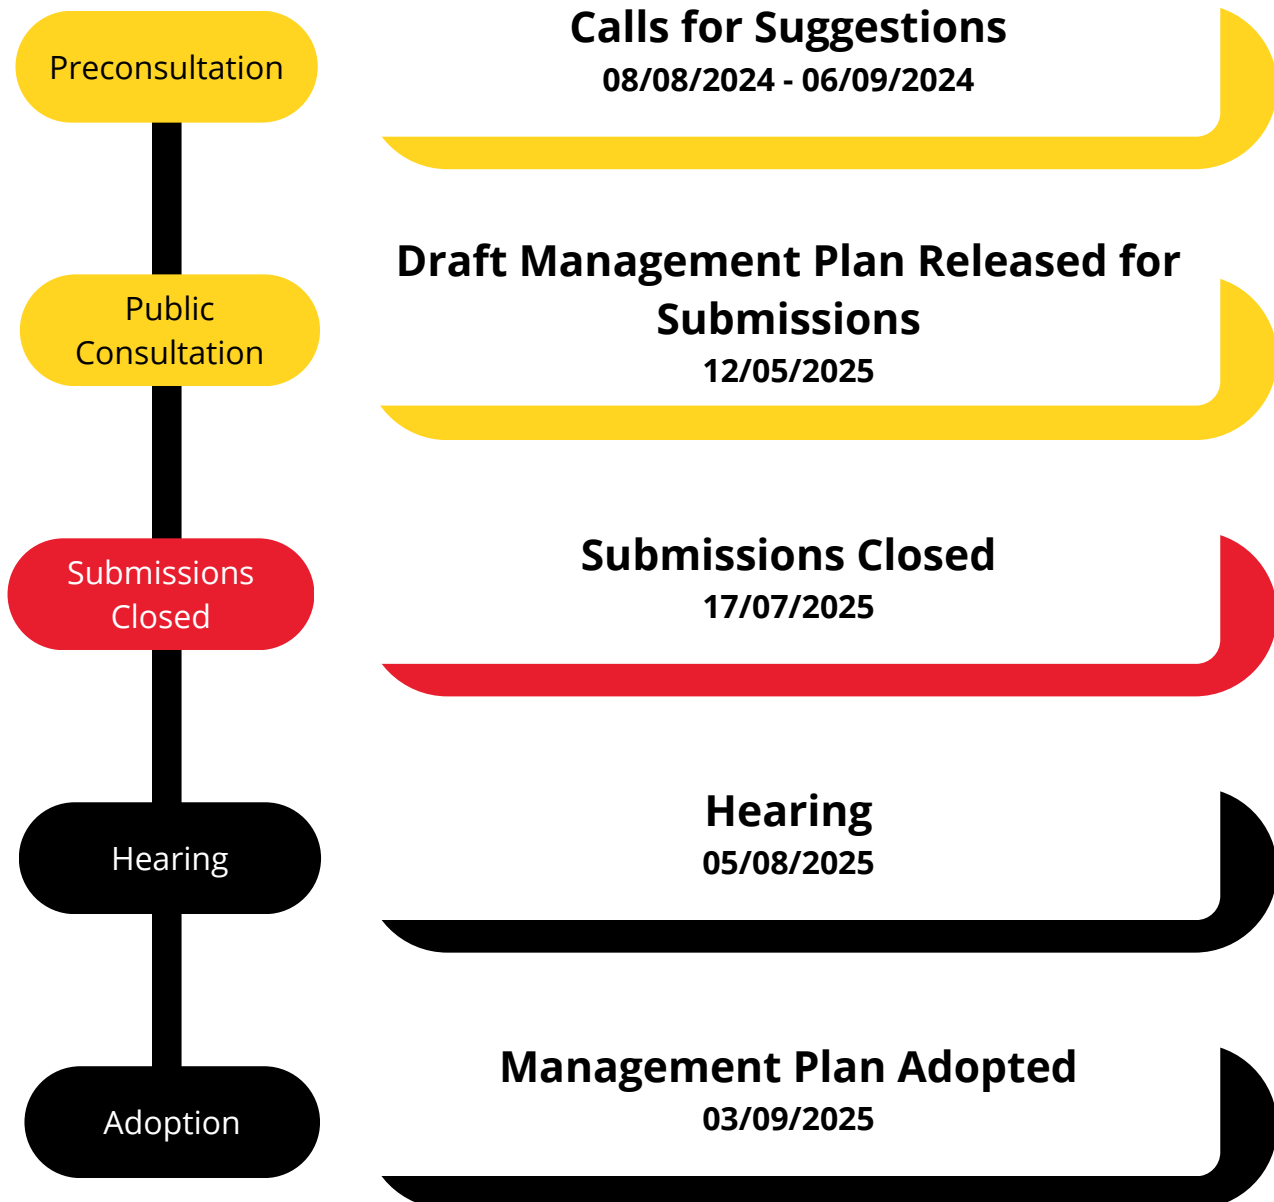 Preconsultation
Calls for Suggestions
08/08/2024 - 06/09/2024
Public
Consultation
Draft Management Plan Released for
Submissions
12/05/2025
Submissions
Closed
Submissions Closed
17/07/2025
Hearing
Hearing
05/08/2025
Adoption
Management Plan Adopted
03/09/2025